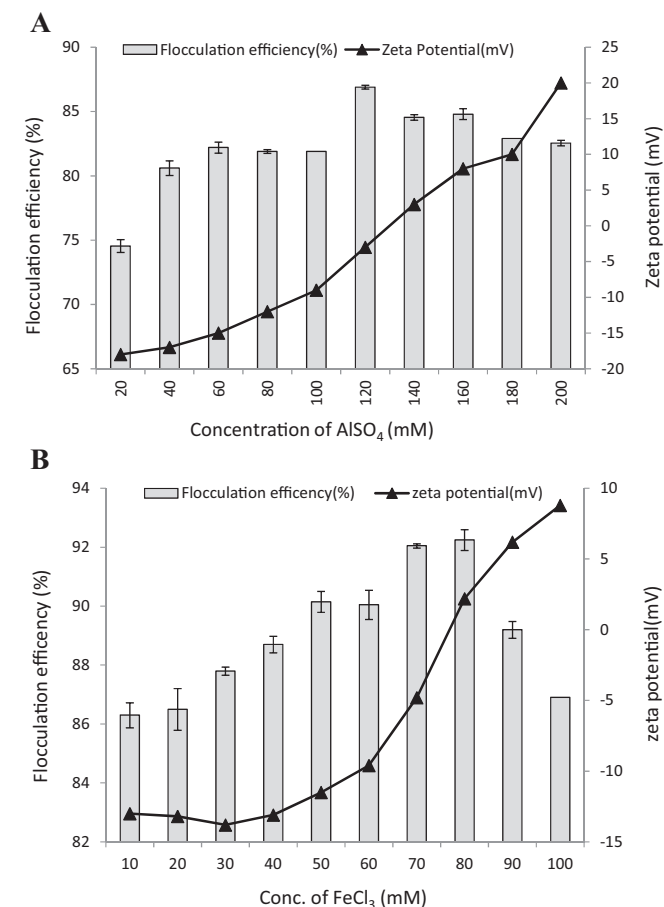 A
Flocculation efficiency(%) Zeta Potential(mV)
90
85
80
75
70
65
Flocculation efficiency (%)
25
20
15
10
5
0
-5
-10
-15
-20
Zeta potential (mV)
20 40 60 80 100 120 140 160 180 200
Concentration of AlSO₄ (mM)
B
Flocculation efficency(%) zeta potential(mV)
94
92
90
88
86
84
82
Flocculation efficency (%)
10
5
0
-5
-10
-15
zeta potential(mV)
10 20 30 40 50 60 70 80 90 100
Conc. of FeCl₃ (mM)